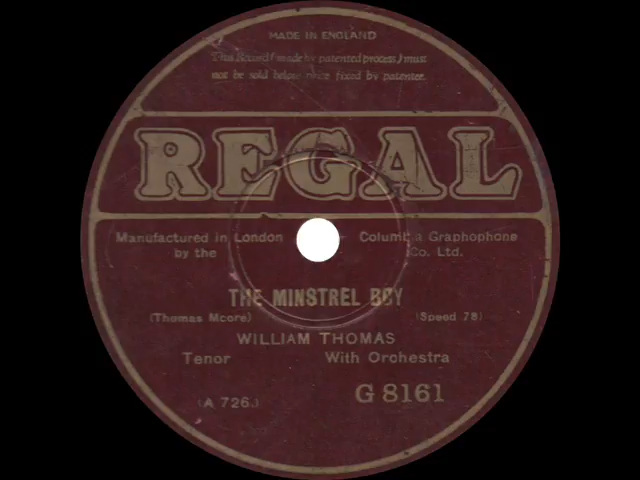 MADE IN ENGLAND
This Record (made by patented process) must
not be sold below price fixed by patentee.
REGAL
Manufactured in London Columbia Graphophone
by the Co. Ltd.
THE MINSTREL BOY
(Thomas Moore) (Speed 78)
WILLIAM THOMAS
Tenor With Orchestra
(A 726.) G 8161